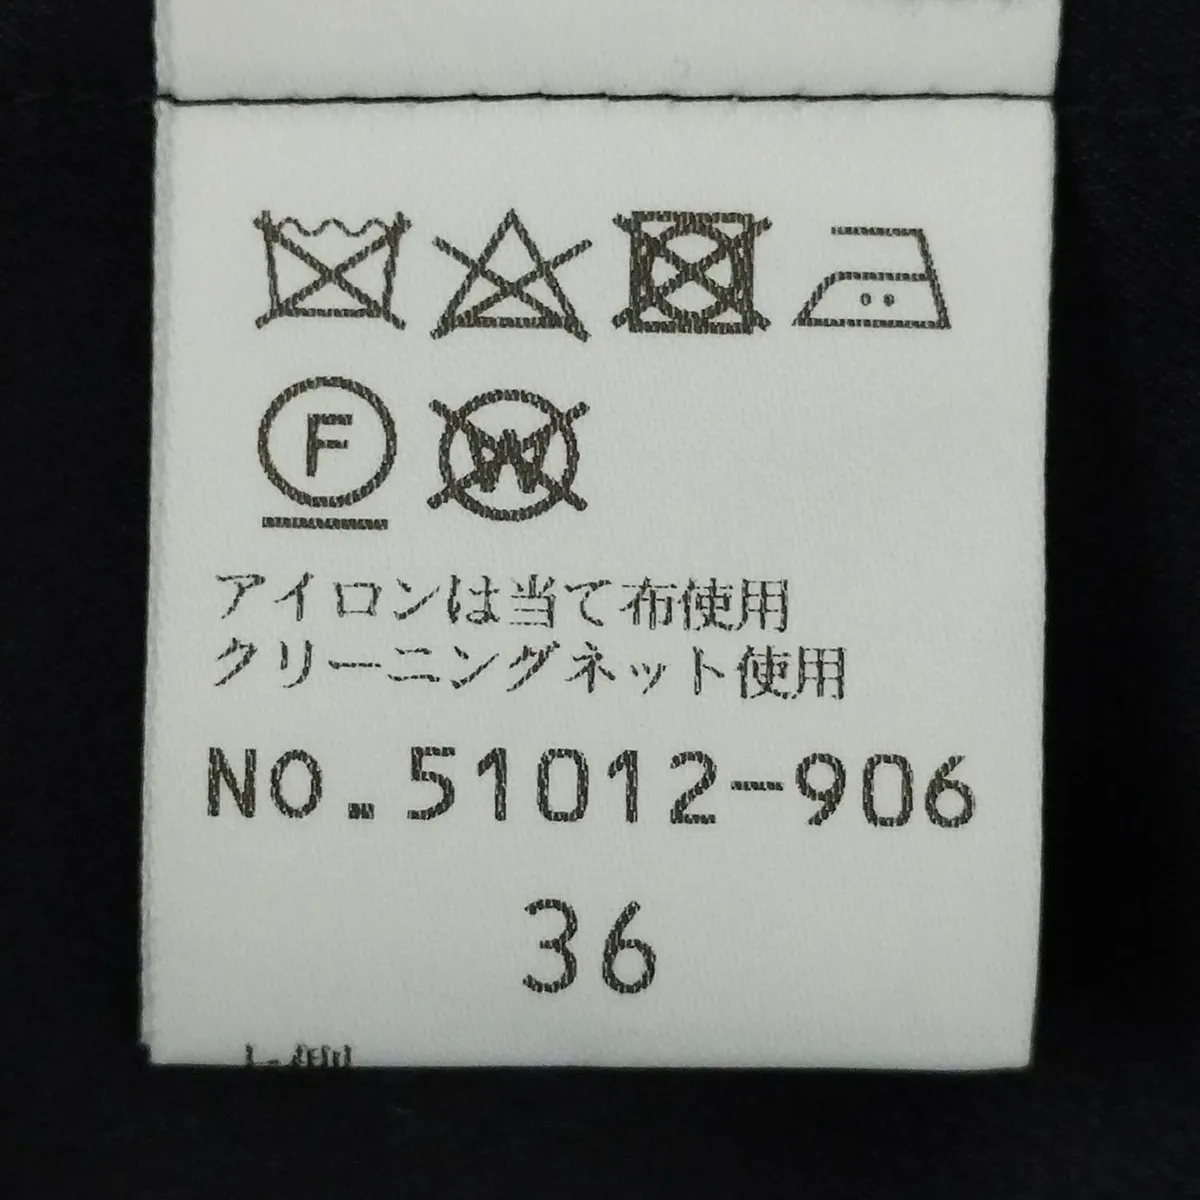 F W
アイロンは当て布使用
クリーニングネット使用
NO.51012-906
36